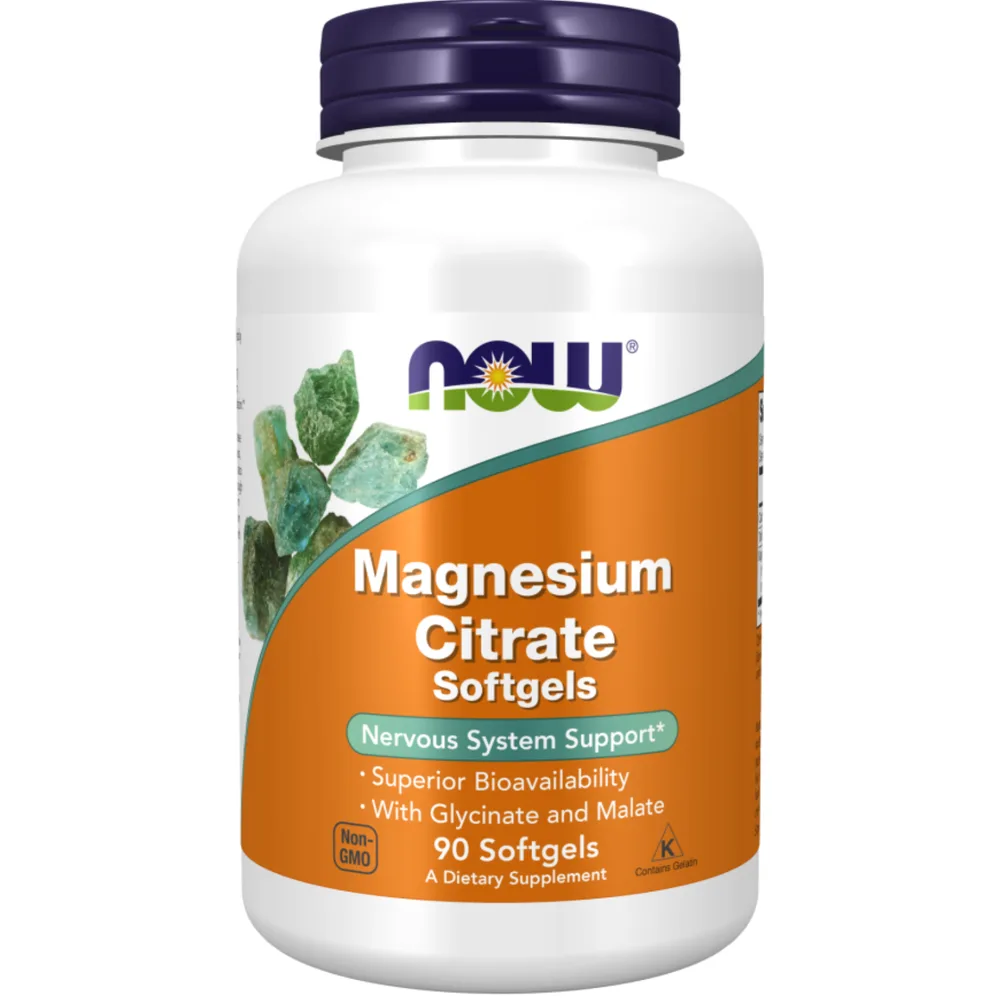 NOW®
Magnesium
Citrate
Softgels
Nervous System Support*
• Superior Bioavailability
• With Glycinate and Malate
Non-
GMO
90 Softgels
A Dietary Supplement
K
Contains Gelatin